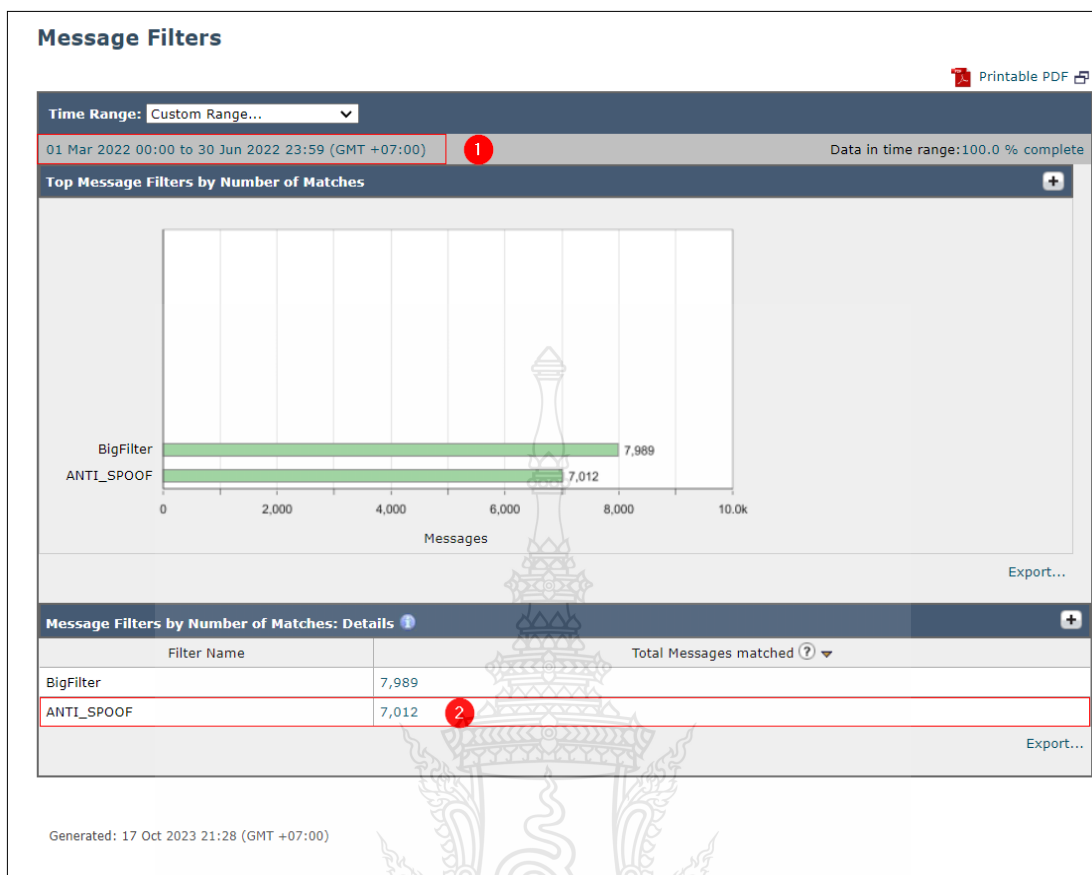 Message Filters
Printable PDF
Time Range: Custom Range...
01 Mar 2022 00:00 to 30 Jun 2022 23:59 (GMT +07:00) 1 Data in time range:100.0 % complete
Top Message Filters by Number of Matches +
BigFilter 7,989
ANTI_SPOOF 7,012
0 2,000 4,000 6,000 8,000 10.0k
Messages
Export...
Message Filters by Number of Matches: Details i +
Filter Name Total Messages matched ?
BigFilter 7,989
ANTI_SPOOF 7,012 2
Export...
Generated: 17 Oct 2023 21:28 (GMT +07:00)